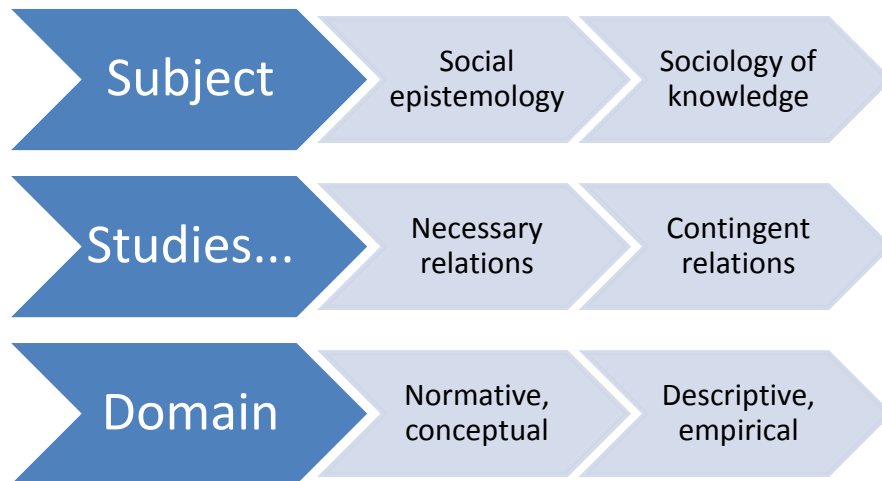 Subject
Social
epistemology
Sociology of
knowledge
Studies...
Necessary
relations
Contingent
relations
Domain
Normative,
conceptual
Descriptive,
empirical